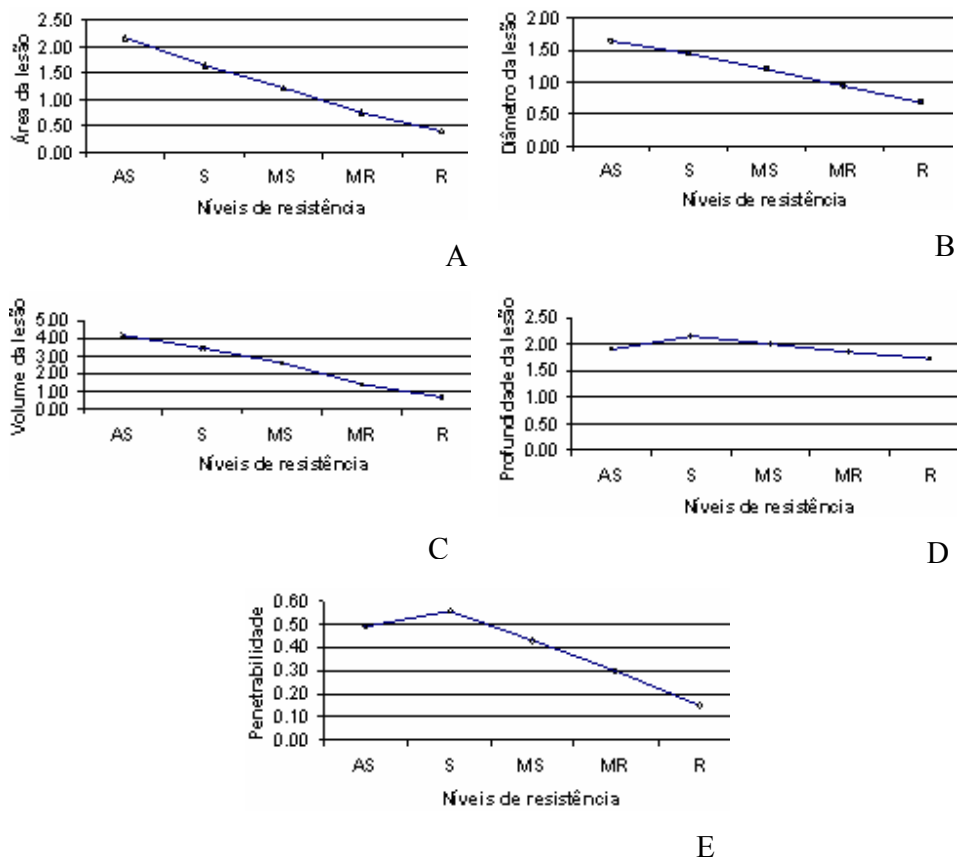 2.50
2.00
1.50
1.00
0.50
0.00
Área da lesão
AS S MS MR R
Níveis de resistência
A
2.00
1.50
1.00
0.50
0.00
Diâmetro da lesão
AS S MS MR R
Níveis de resistência
B
5.00
4.00
3.00
2.00
1.00
0.00
Volume da lesão
AS S MS MR R
Níveis de resistência
C
2.50
2.00
1.50
1.00
0.50
0.00
Profundidade da lesão
AS S MS MR R
Níveis de resistência
D
0.60
0.50
0.40
0.30
0.20
0.10
0.00
Penetrabilidade
AS S MS MR R
Níveis de resistência
E